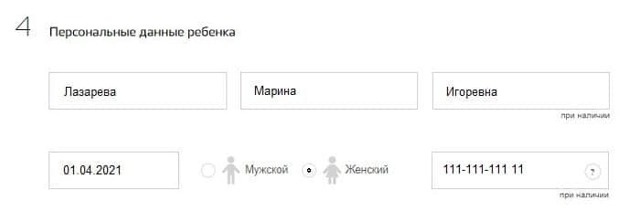 4 Персональные данные ребенка
Лазарева Марина Игоревна
при наличии
01.04.2021 Мужской Женский 111-111-111 11 ?
при наличии